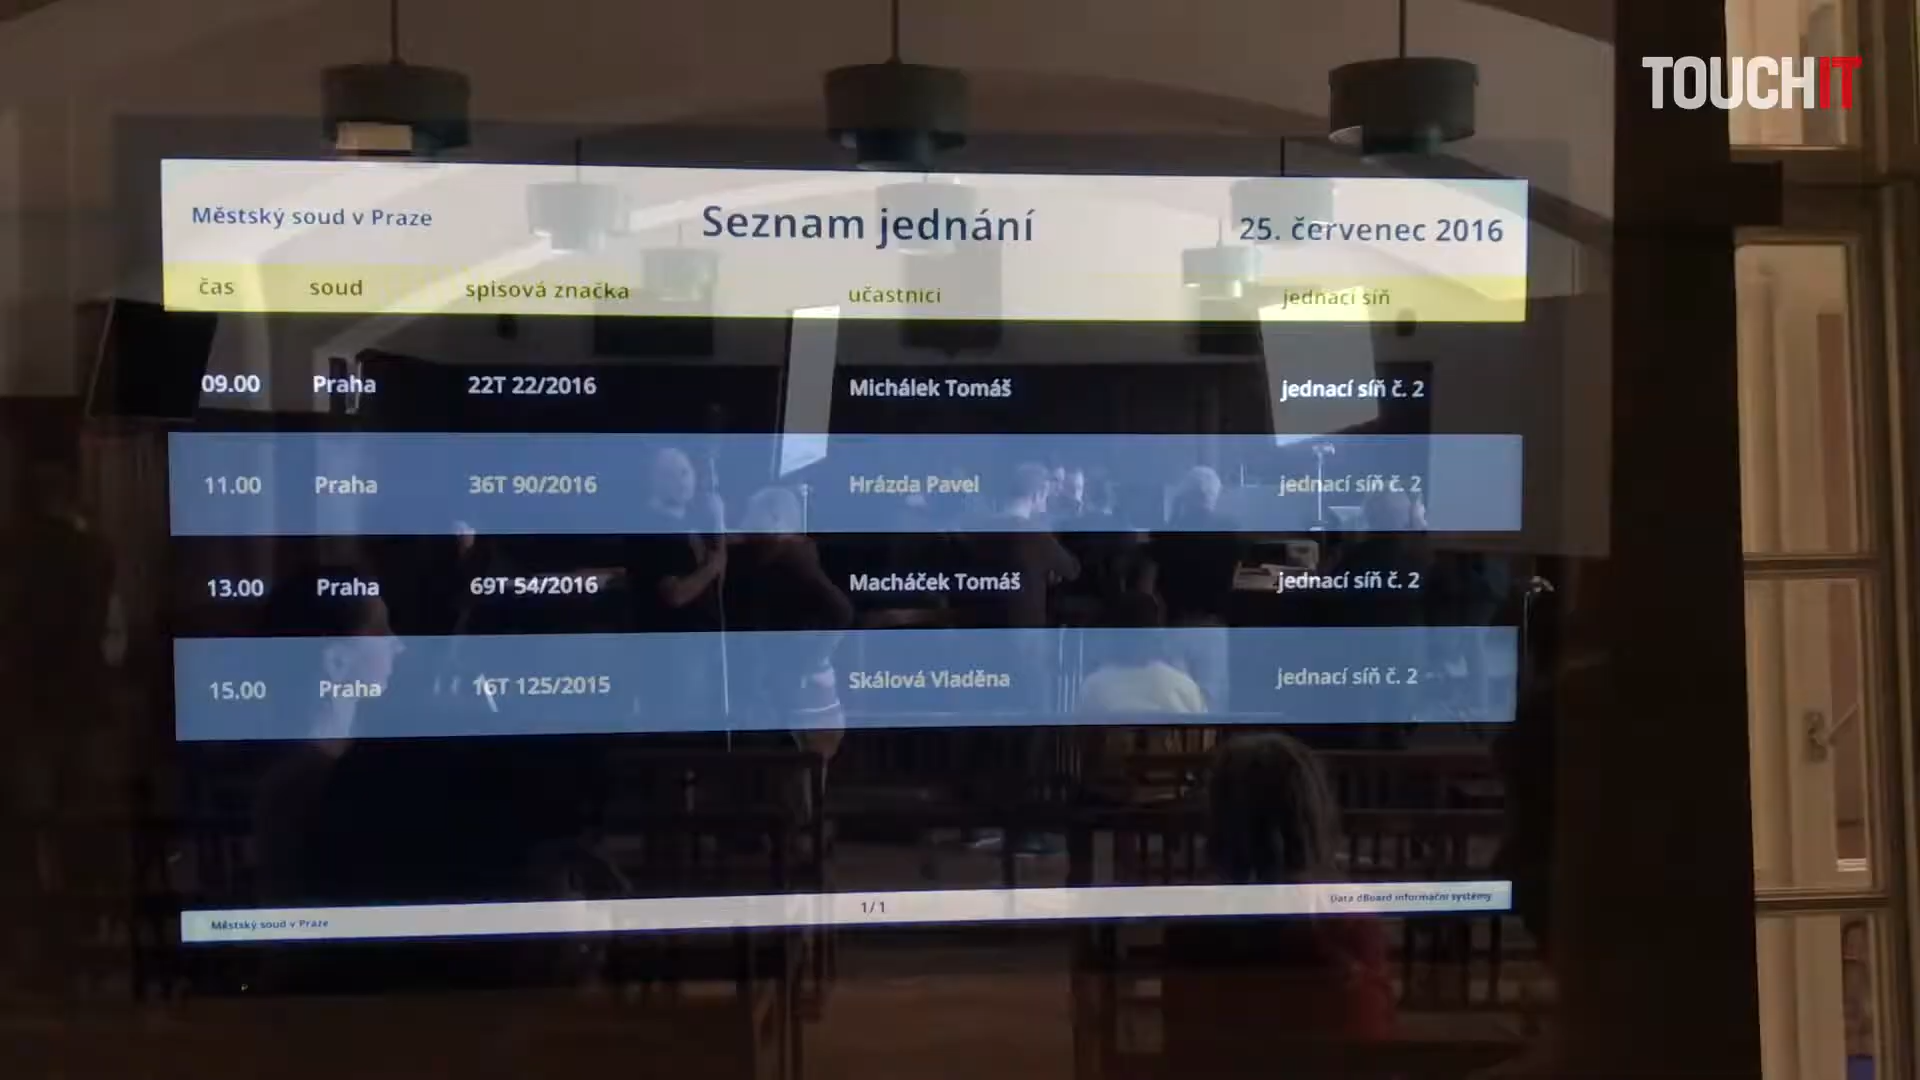 TOUCHIT
Městský soud v Praze Seznam jednání 25. červenec 2016
čas soud spisová značka učastnici jednací síň
09.00 Praha 22T 22/2016 Michálek Tomáš jednací síň č. 2
11.00 Praha 36T 90/2016 Hrázda Pavel jednací síň č. 2
13.00 Praha 69T 54/2016 Macháček Tomáš jednací síň č. 2
15.00 Praha 16T 125/2015 Skálová Vladěna jednací síň č. 2
Městský soud v Praze 1/1 Data dBoard informační systémy